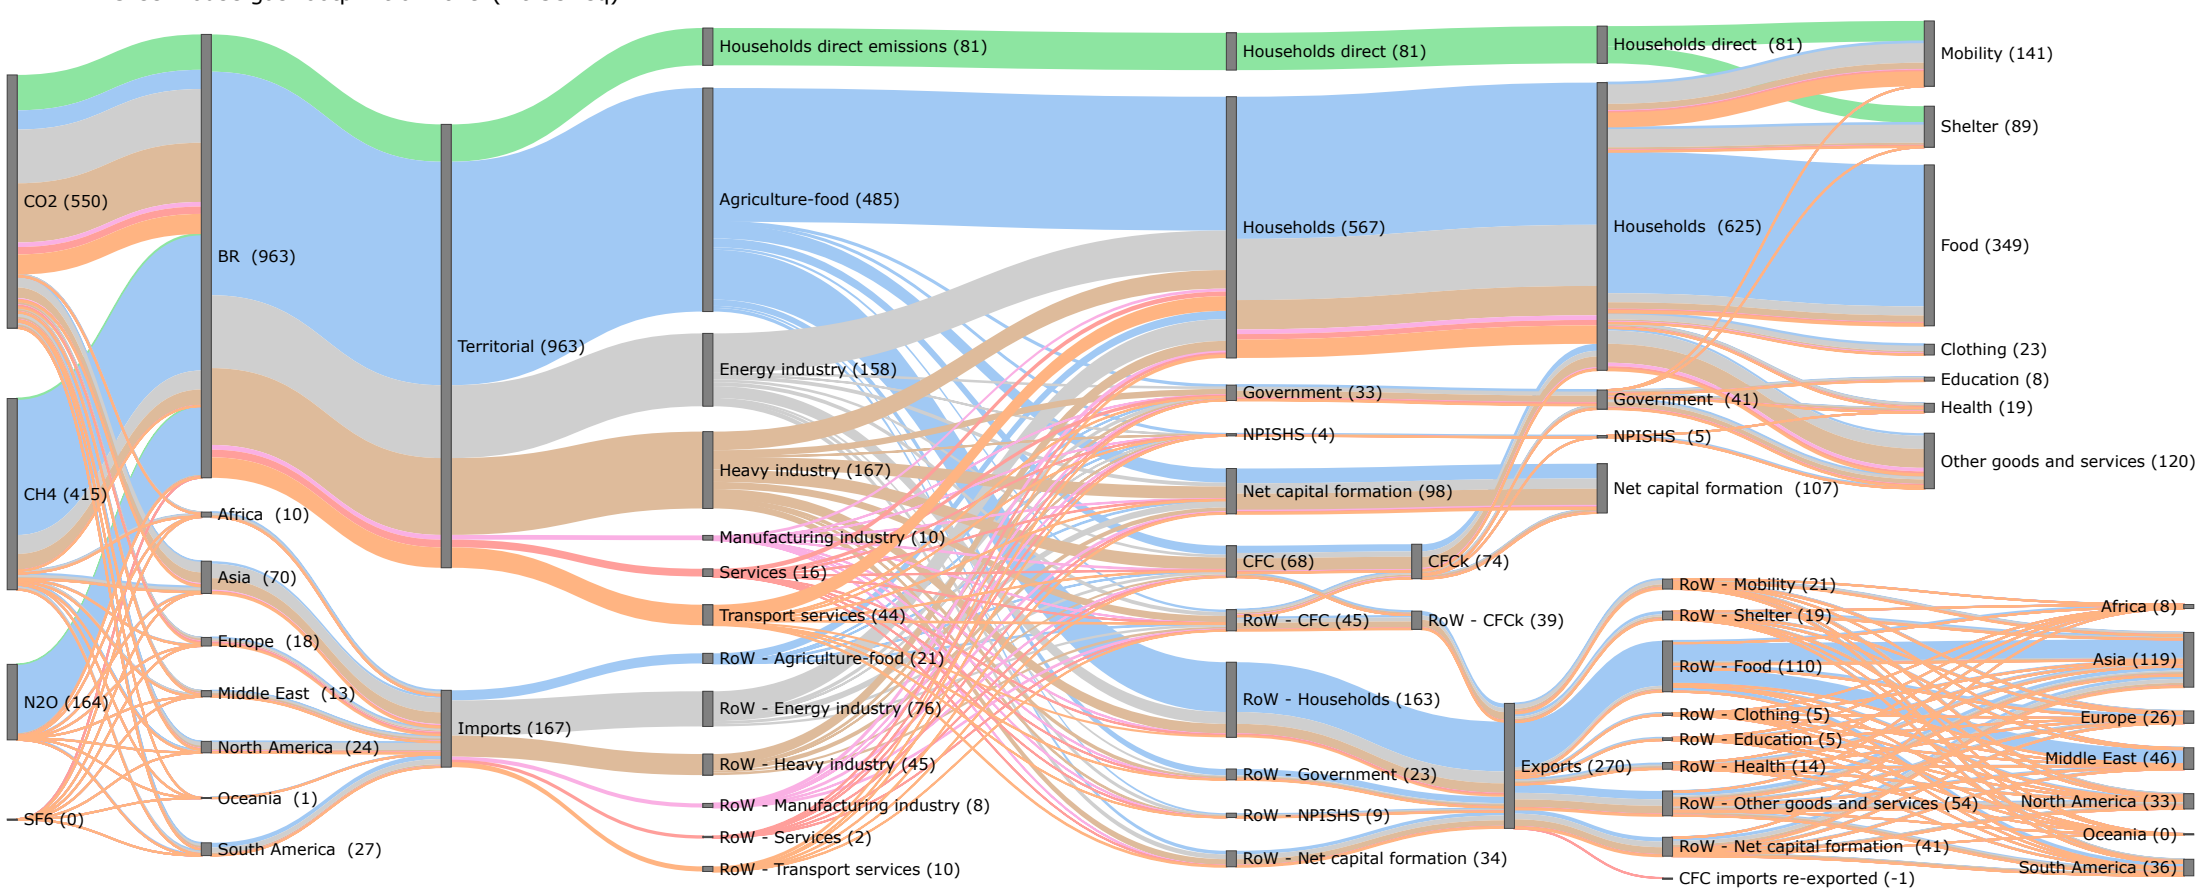 CO2 (550)
CH4 (415)
N2O (164)
SF6 (0)
BR  (963)
Africa  (10)
Asia  (70)
Europe  (18)
Middle East  (13)
North America  (24)
Oceania  (1)
South America  (27)
Territorial (963)
Imports (167)
Households direct emissions (81)
Agriculture-food (485)
Energy industry (158)
Heavy industry (167)
Manufacturing industry (10)
Services (16)
Transport services (44)
RoW - Agriculture-food (21)
RoW - Energy industry (76)
RoW - Heavy industry (45)
RoW - Manufacturing industry (8)
RoW - Services (2)
RoW - Transport services (10)
Households direct (81)
Households (567)
Government (33)
NPISHS (4)
Net capital formation (98)
CFC (68)
RoW - CFC (45)
RoW - Households (163)
RoW - Government (23)
RoW - NPISHS (9)
RoW - Net capital formation (34)
CFCk (74)
RoW - CFCk (39)
Exports (270)
Households direct  (81)
Households  (625)
Government  (41)
NPISHS  (5)
Net capital formation  (107)
RoW - Mobility (21)
RoW - Shelter (19)
RoW - Food (110)
RoW - Clothing (5)
RoW - Education (5)
RoW - Health (14)
RoW - Other goods and services (54)
RoW - Net capital formation  (41)
CFC imports re-exported (-1)
Mobility (141)
Shelter (89)
Food (349)
Clothing (23)
Education (8)
Health (19)
Other goods and services (120)
Africa (8)
Asia (119)
Europe (26)
Middle East (46)
North America (33)
Oceania (0)
South America (36)